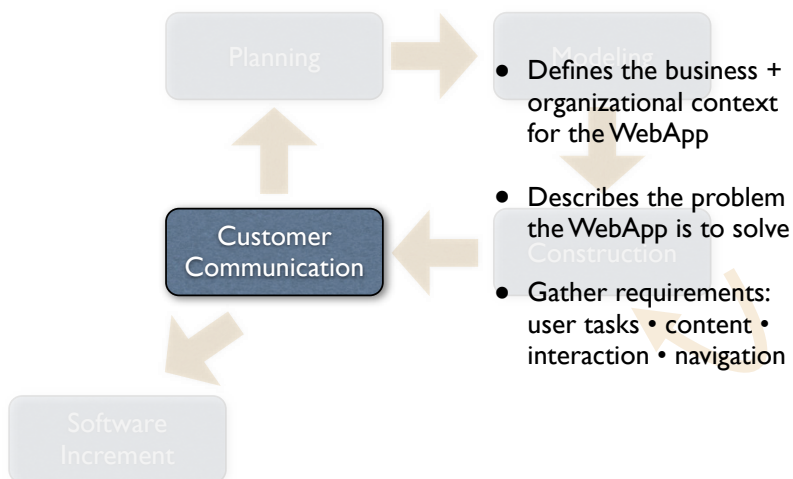 Planning
Modeling
• Defines the business +
organizational context
for the WebApp
• Describes the problem
the WebApp is to solve
Customer
Communication
Construction
• Gather requirements:
user tasks • content •
interaction • navigation
Software
Increment